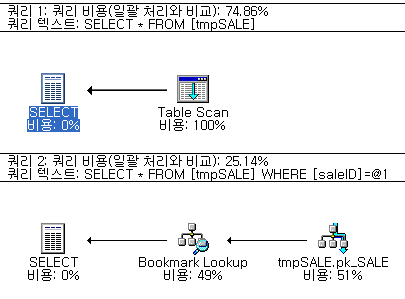 쿼리 1: 쿼리 비용(일괄 처리와 비교): 74.86%
쿼리 텍스트: SELECT * FROM [tmpSALE]
SELECT
비용: 0%
Table Scan
비용: 100%
쿼리 2: 쿼리 비용(일괄 처리와 비교): 25.14%
쿼리 텍스트: SELECT * FROM [tmpSALE] WHERE [saleID]=@1
SELECT
비용: 0%
Bookmark Lookup
비용: 49%
tmpSALE.pk_SALE
비용: 51%